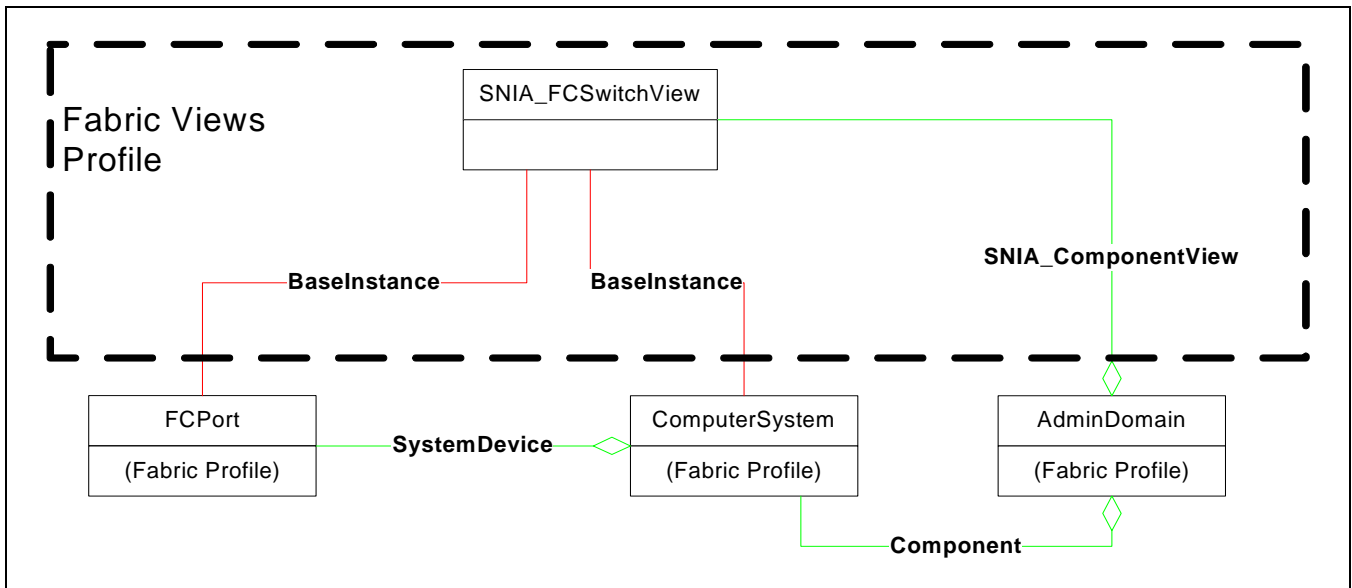 SNIA_FCSwitchView
Fabric Views
Profile
SNIA_ComponentView
BaseInstance
BaseInstance
FCPort
(Fabric Profile)
SystemDevice
ComputerSystem
(Fabric Profile)
AdminDomain
(Fabric Profile)
Component